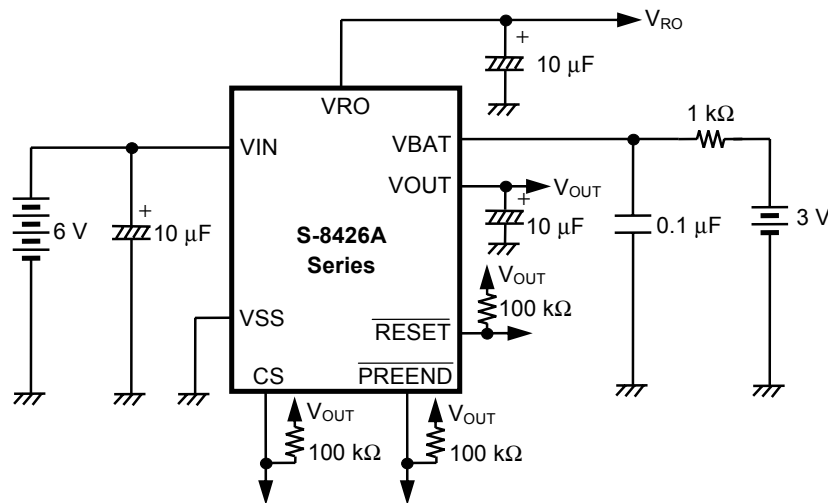 VRO
+
10 µF
VRO
1 kΩ
VIN
VBAT
6 V
+
10 µF
VOUT
VOUT
+
10 µF
0.1 µF
3 V
S-8426A
Series
VOUT
100 kΩ
VSS
RESET
CS
PREEND
VOUT
100 kΩ
VOUT
100 kΩ